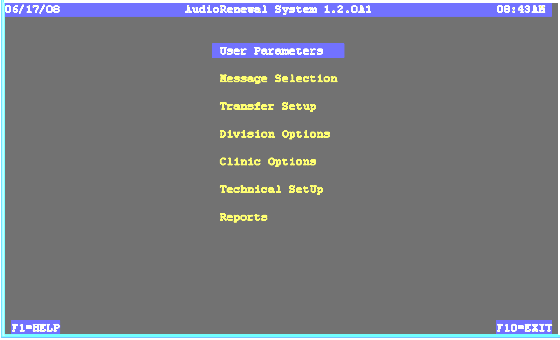 06/17/08 AudioRenewal System 1.2.0A1 08:43AM
User Parameters
Message Selection
Transfer Setup
Division Options
Clinic Options
Technical SetUp
Reports
F1=HELP F10=EXIT